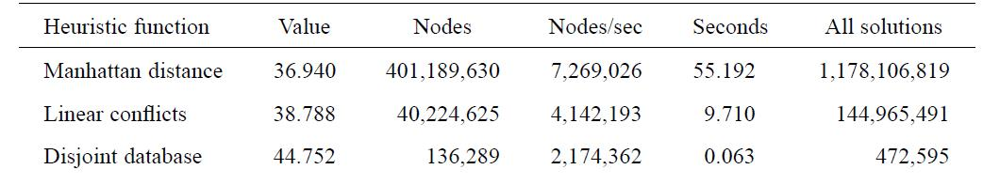 Heuristic function Value Nodes Nodes/sec Seconds All solutions
Manhattan distance 36.940 401,189,630 7,269,026 55.192 1,178,106,819
Linear conflicts 38.788 40,224,625 4,142,193 9.710 144,965,491
Disjoint database 44.752 136,289 2,174,362 0.063 472,595